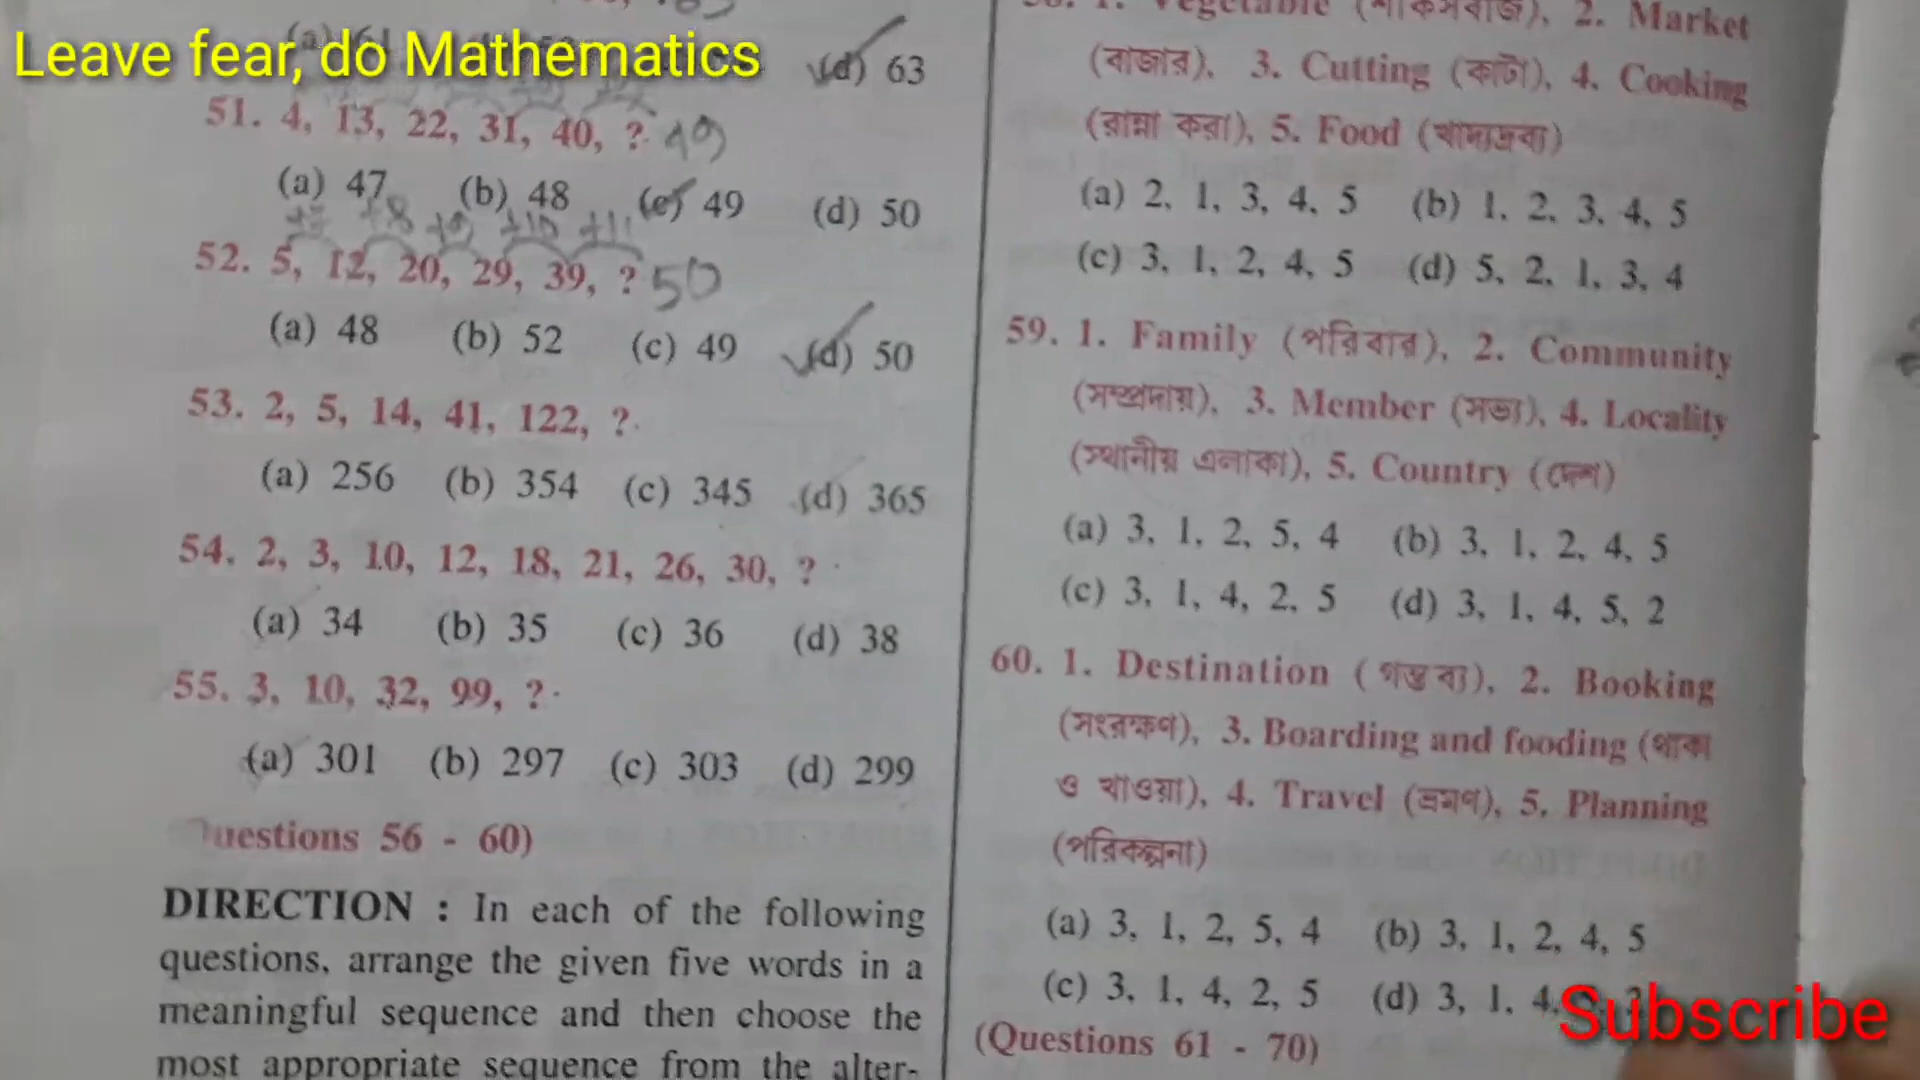 Leave fear, do Mathematics
(d) 63
51. 4, 13, 22, 31, 40, ? 49
(a) 47 (b) 48 (c) 49 (d) 50
+7 +8 +9 +10 +11
52. 5, 12, 20, 29, 39, ? 50
(a) 48 (b) 52 (c) 49 (d) 50
53. 2, 5, 14, 41, 122, ?
(a) 256 (b) 354 (c) 345 (d) 365
54. 2, 3, 10, 12, 18, 21, 26, 30, ?
(a) 34 (b) 35 (c) 36 (d) 38
55. 3, 10, 32, 99, ?
(a) 301 (b) 297 (c) 303 (d) 299
uestions 56 - 60)
DIRECTION : In each of the following
questions, arrange the given five words in a
meaningful sequence and then choose the
most appropriate sequence from the alter-
1. Vegetable (শাকসবজি), 2. Market
(বাজার), 3. Cutting (কাটা), 4. Cooking
(রান্না করা), 5. Food (খাদ্যদ্রব্য)
(a) 2, 1, 3, 4, 5 (b) 1, 2, 3, 4, 5
(c) 3, 1, 2, 4, 5 (d) 5, 2, 1, 3, 4
59. 1. Family (পরিবার), 2. Community
(সম্প্রদায়), 3. Member (সভ্য), 4. Locality
(স্থানীয় এলাকা), 5. Country (দেশ)
(a) 3, 1, 2, 5, 4 (b) 3, 1, 2, 4, 5
(c) 3, 1, 4, 2, 5 (d) 3, 1, 4, 5, 2
60. 1. Destination (গন্তব্য), 2. Booking
(সংরক্ষণ), 3. Boarding and fooding (থাকা
ও খাওয়া), 4. Travel (ভ্রমণ), 5. Planning
(পরিকল্পনা)
(a) 3, 1, 2, 5, 4 (b) 3, 1, 2, 4, 5
(c) 3, 1, 4, 2, 5 (d) 3, 1, 4,
Subscribe
(Questions 61 - 70)